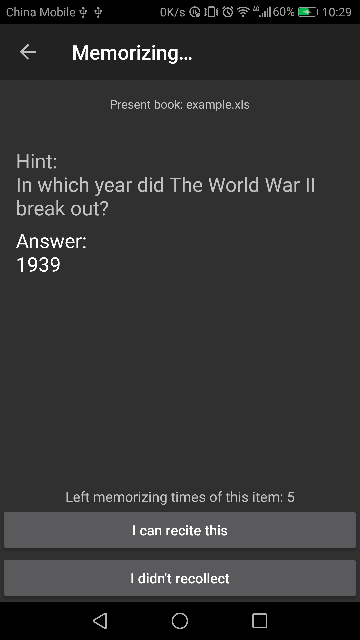 China Mobile 0K/s 4G 60% 10:29
Memorizing...
Present book: example.xls
Hint:
In which year did The World War II
break out?
Answer:
1939
Left memorizing times of this item: 5
I can recite this
I didn't recollect